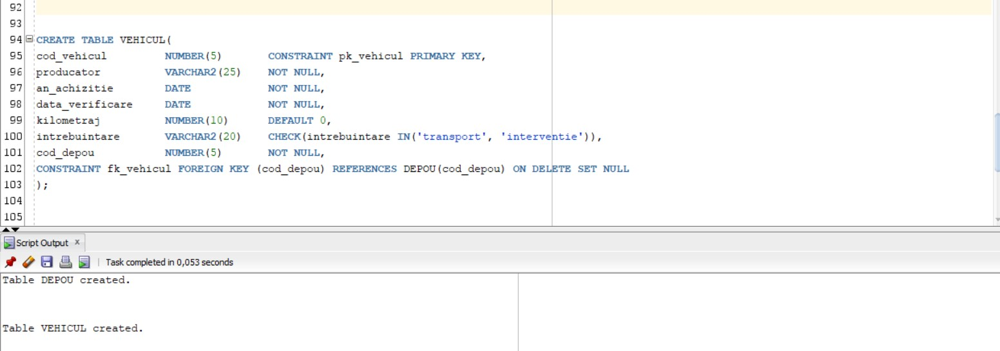 92
93
94 CREATE TABLE VEHICUL(
95 cod_vehicul NUMBER(5) CONSTRAINT pk_vehicul PRIMARY KEY,
96 producator VARCHAR2(25) NOT NULL,
97 an_achizitie DATE NOT NULL,
98 data_verificare DATE NOT NULL,
99 kilometraj NUMBER(10) DEFAULT 0,
100 intrebuintare VARCHAR2(20) CHECK(intrebuintare IN('transport', 'interventie')),
101 cod_depou NUMBER(5) NOT NULL,
102 CONSTRAINT fk_vehicul FOREIGN KEY (cod_depou) REFERENCES DEPOU(cod_depou) ON DELETE SET NULL
103 );
104
105
Script Output x
Task completed in 0,053 seconds
Table DEPOU created.
Table VEHICUL created.